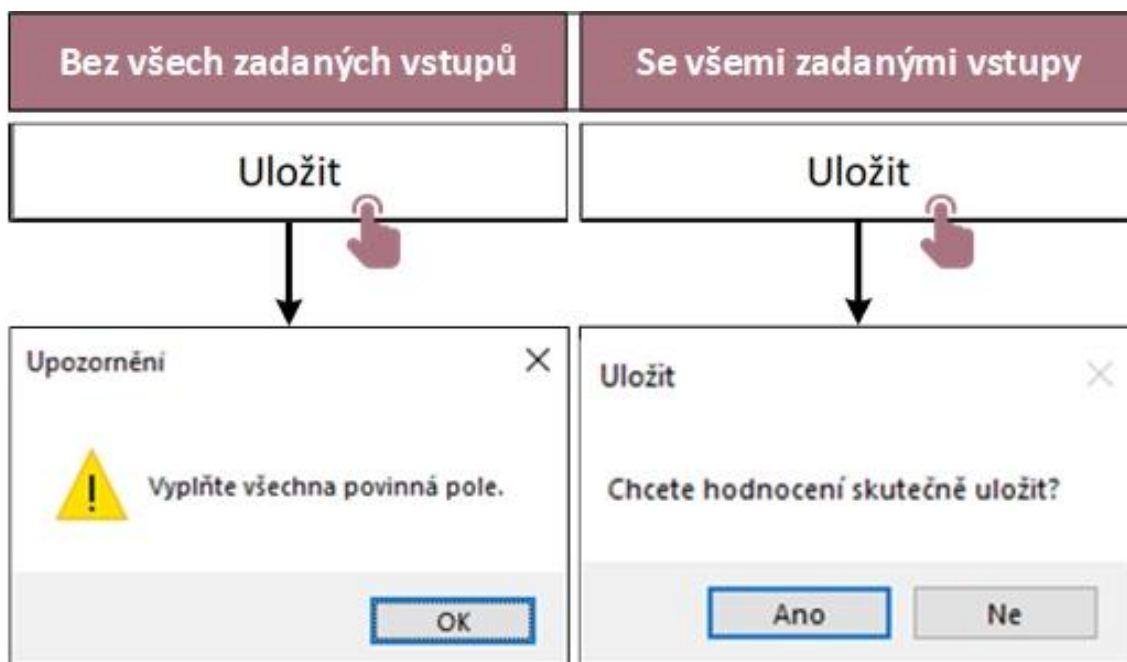 Bez všech zadaných vstupů
Se všemi zadanými vstupy
Uložit
Uložit
Upozornění
Vyplňte všechna povinná pole.
OK
Uložit
Chcete hodnocení skutečně uložit?
Ano
Ne